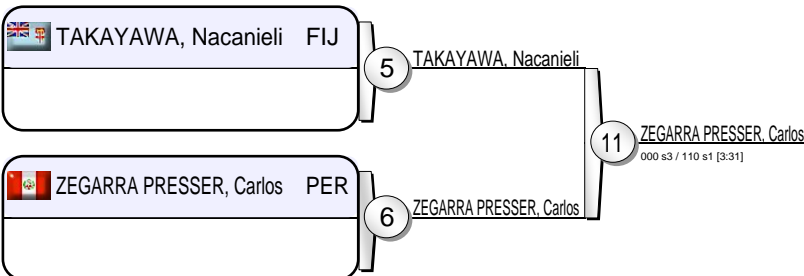 TAKAYAWA, Nacanieli FIJ
5
TAKAYAWA, Nacanieli
11
ZEGARRA PRESSER, Carlos
000 s3 / 110 s1 [3:31]
ZEGARRA PRESSER, Carlos PER
6
ZEGARRA PRESSER, Carlos